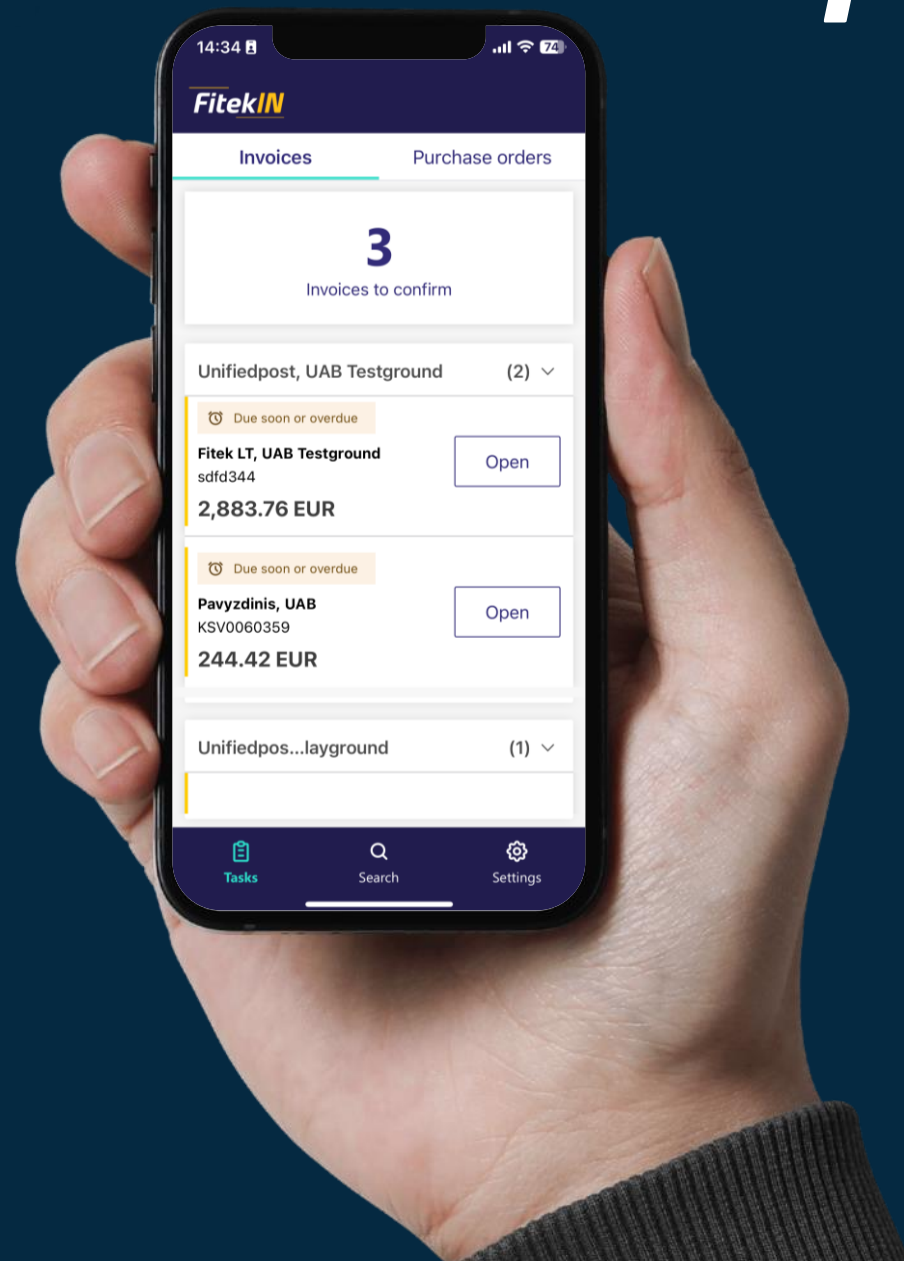 14:34
74
FitekIN
Invoices Purchase orders
3
Invoices to confirm
Unifiedpost, UAB Testground (2)
Due soon or overdue
Fitek LT, UAB Testground
sdfd344
Open
2,883.76 EUR
Due soon or overdue
Pavyzdinis, UAB
KSV0060359
Open
244.42 EUR
Unifiedpos...layground (1)
Tasks Search Settings